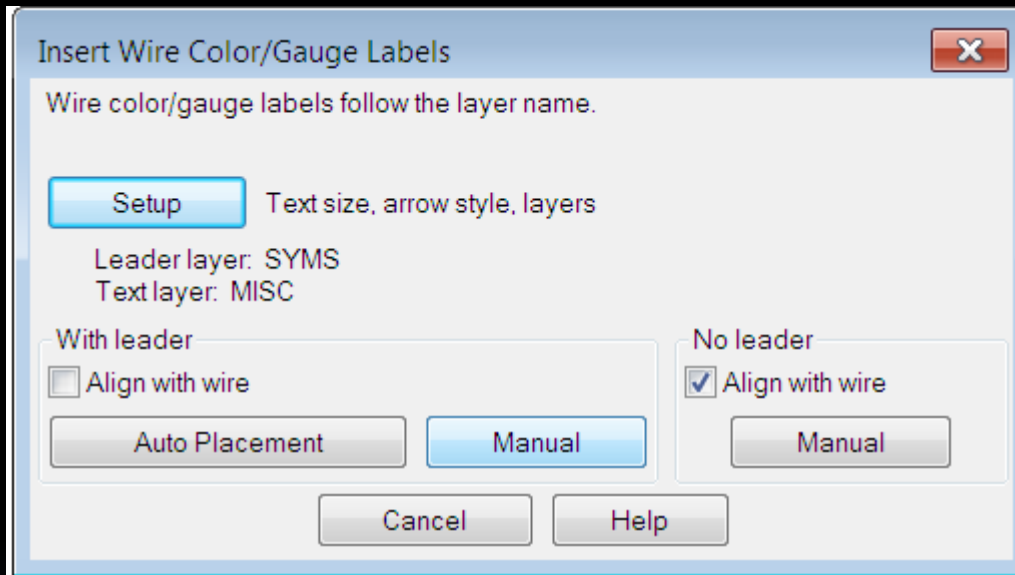 Insert Wire Color/Gauge Labels
Wire color/gauge labels follow the layer name.
Setup Text size, arrow style, layers
Leader layer: SYMS
Text layer: MISC
With leader
Align with wire
Auto Placement Manual
No leader
Align with wire
Manual
Cancel Help